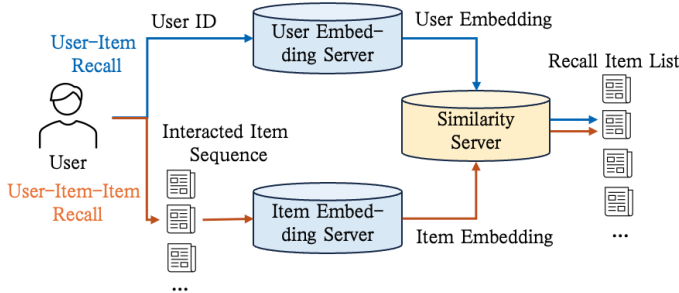 User ID
User Embedding
User-Item
Recall
User Embed-
ding Server
Recall Item List
Similarity
Server
Interacted Item
Sequence
User
User-Item-Item
Recall
...
Item Embed-
ding Server
Item Embedding
...